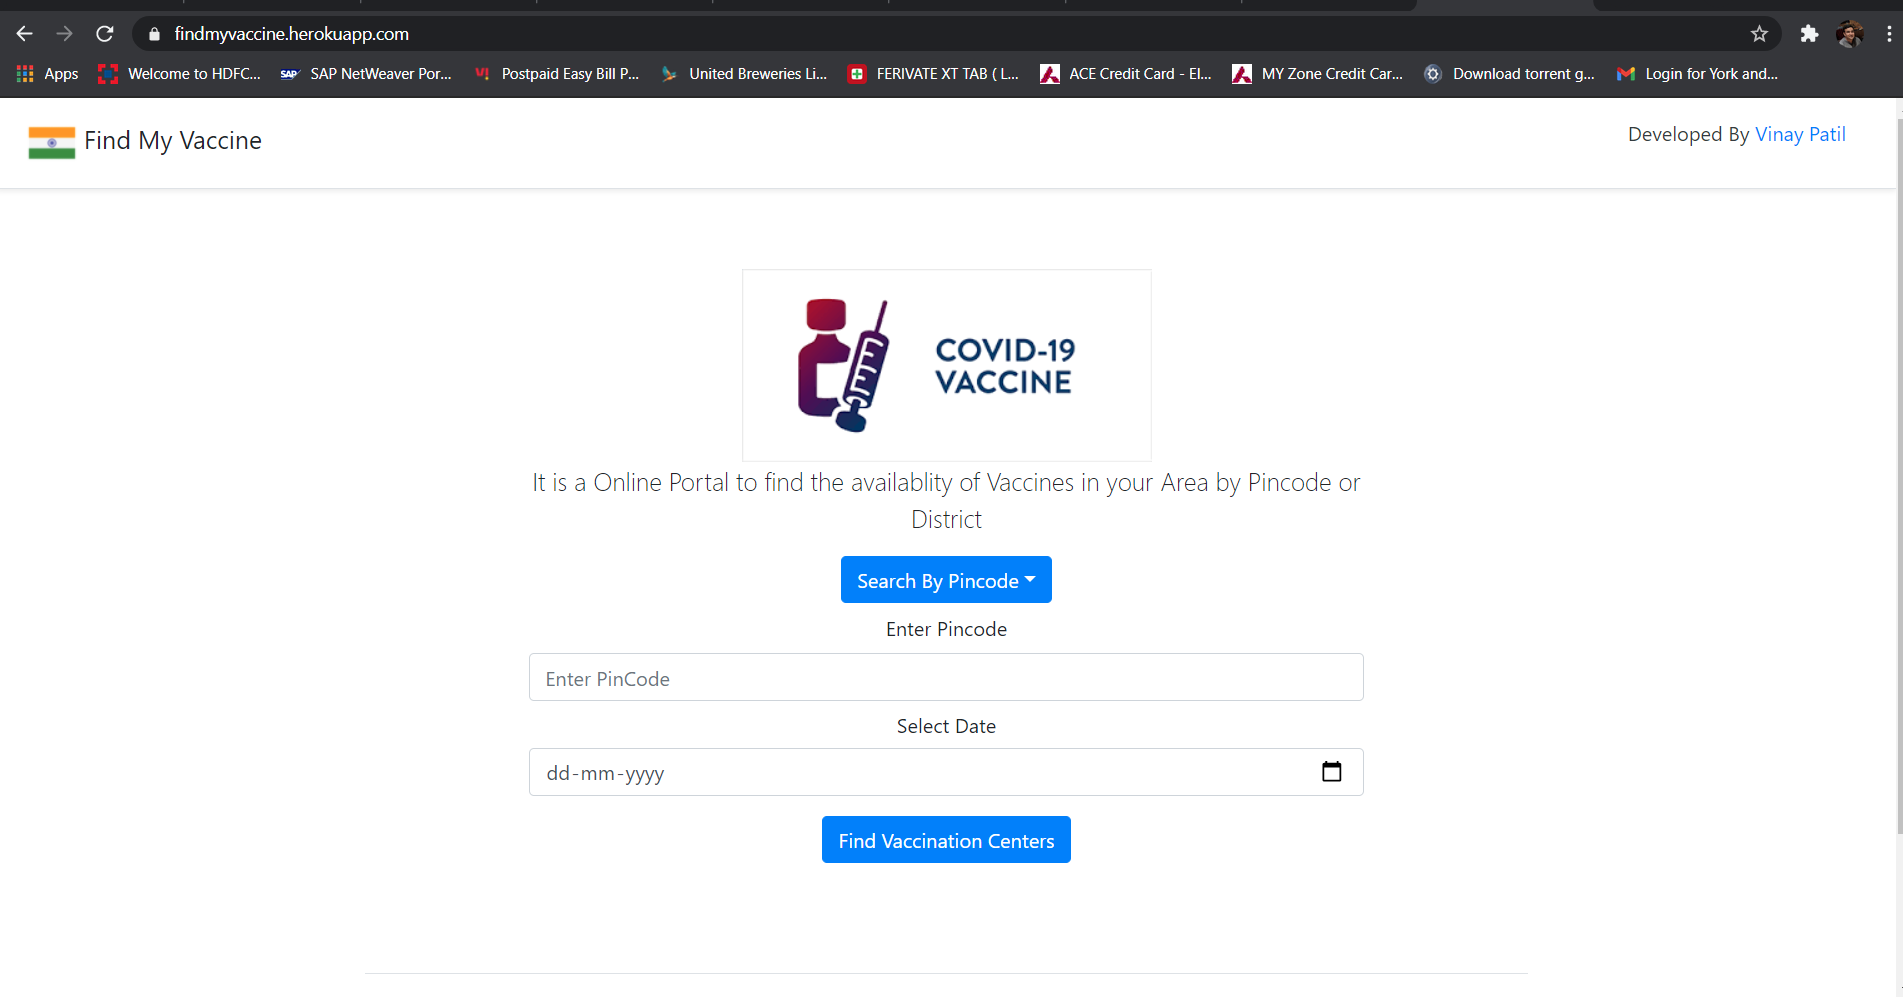 findmyvaccine.herokuapp.com
Apps Welcome to HDFC... SAP SAP NetWeaver Por... V! Postpaid Easy Bill P... United Breweries Li... FERIVATE XT TAB ( L... ACE Credit Card - El... MY Zone Credit Car... Download torrent g... Login for York and...
Find My Vaccine
Developed By Vinay Patil
COVID-19
VACCINE
It is a Online Portal to find the availablity of Vaccines in your Area by Pincode or
District
Search By Pincode
Enter Pincode
Enter PinCode
Select Date
dd-mm-yyyy
Find Vaccination Centers